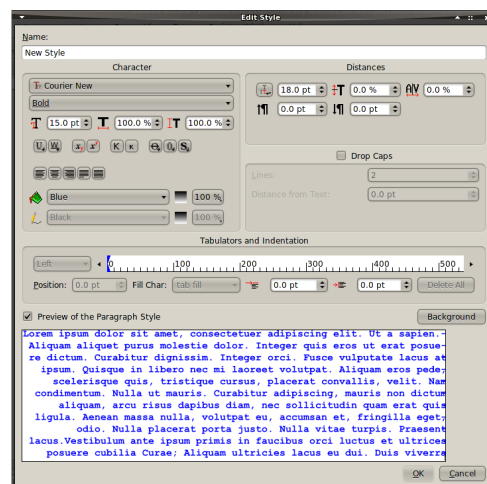 Edit Style
Name:
New Style
Character
Courier New
Bold
15.0 pt 100.0 % 100.0 %
Blue 100 %
Black 100 %
Distances
18.0 pt 0.0 % 0.0 %
0.0 pt 0.0 pt
Drop Caps
Lines: 2
Distance from Text: 0.0 pt
Tabulators and Indentation
Left 0 100 200 300 400 500
Position: 0.0 pt Fill Char: tab fill 0.0 pt 0.0 pt Delete All
Preview of the Paragraph Style Background
Lorem ipsum dolor sit amet, consectetuer adipiscing elit. Ut a sapien.
Aliquam aliquet purus molestie dolor. Integer quis eros ut erat posue-
re dictum. Curabitur dignissim. Integer orci. Fusce vulputate lacus at
ipsum. Quisque in libero nec mi laoreet volutpat. Aliquam eros pede,
scelerisque quis, tristique cursus, placerat convallis, velit. Nam
condimentum. Nulla ut mauris. Curabitur adipiscing, mauris non dictum
aliquam, arcu risus dapibus diam, nec sollicitudin quam erat quis
ligula. Aenean massa nulla, volutpat eu, accumsan et, fringilla eget,
odio. Nulla placerat porta justo. Nulla vitae turpis. Praesent
lacus.Vestibulum ante ipsum primis in faucibus orci luctus et ultrices
posuere cubilia Curae; Aliquam ultricies lacus eu dui. Duis viverra
OK Cancel